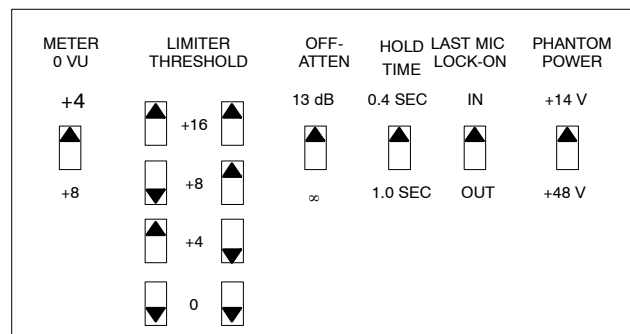 METER
0 VU
+4
+8
LIMITER
THRESHOLD
+16
+8
+4
0
OFF-
ATTEN
13 dB
∞
HOLD
TIME
0.4 SEC
1.0 SEC
LAST MIC
LOCK-ON
IN
OUT
PHANTOM
POWER
+14 V
+48 V